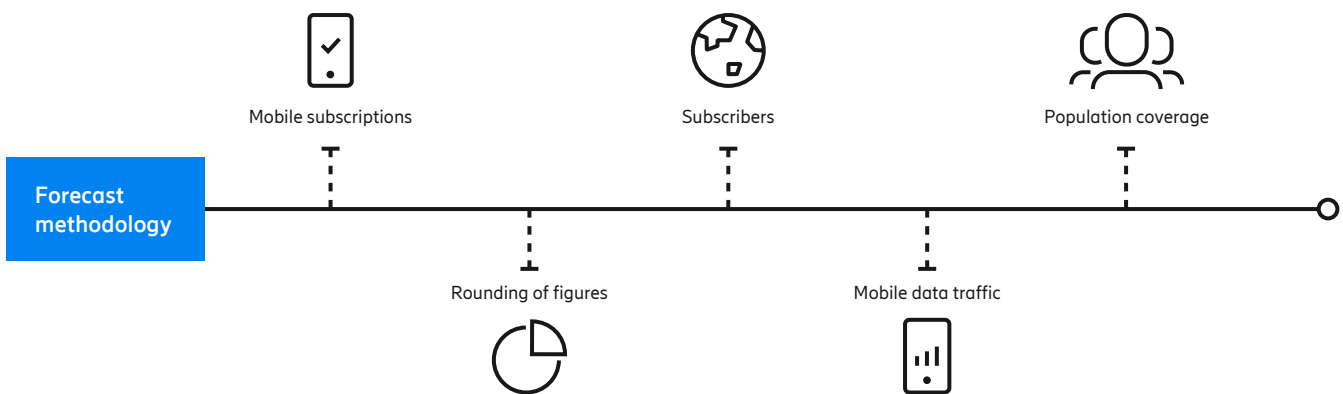 Mobile subscriptions
Subscribers
Population coverage
Forecast
methodology
Rounding of figures
Mobile data traffic